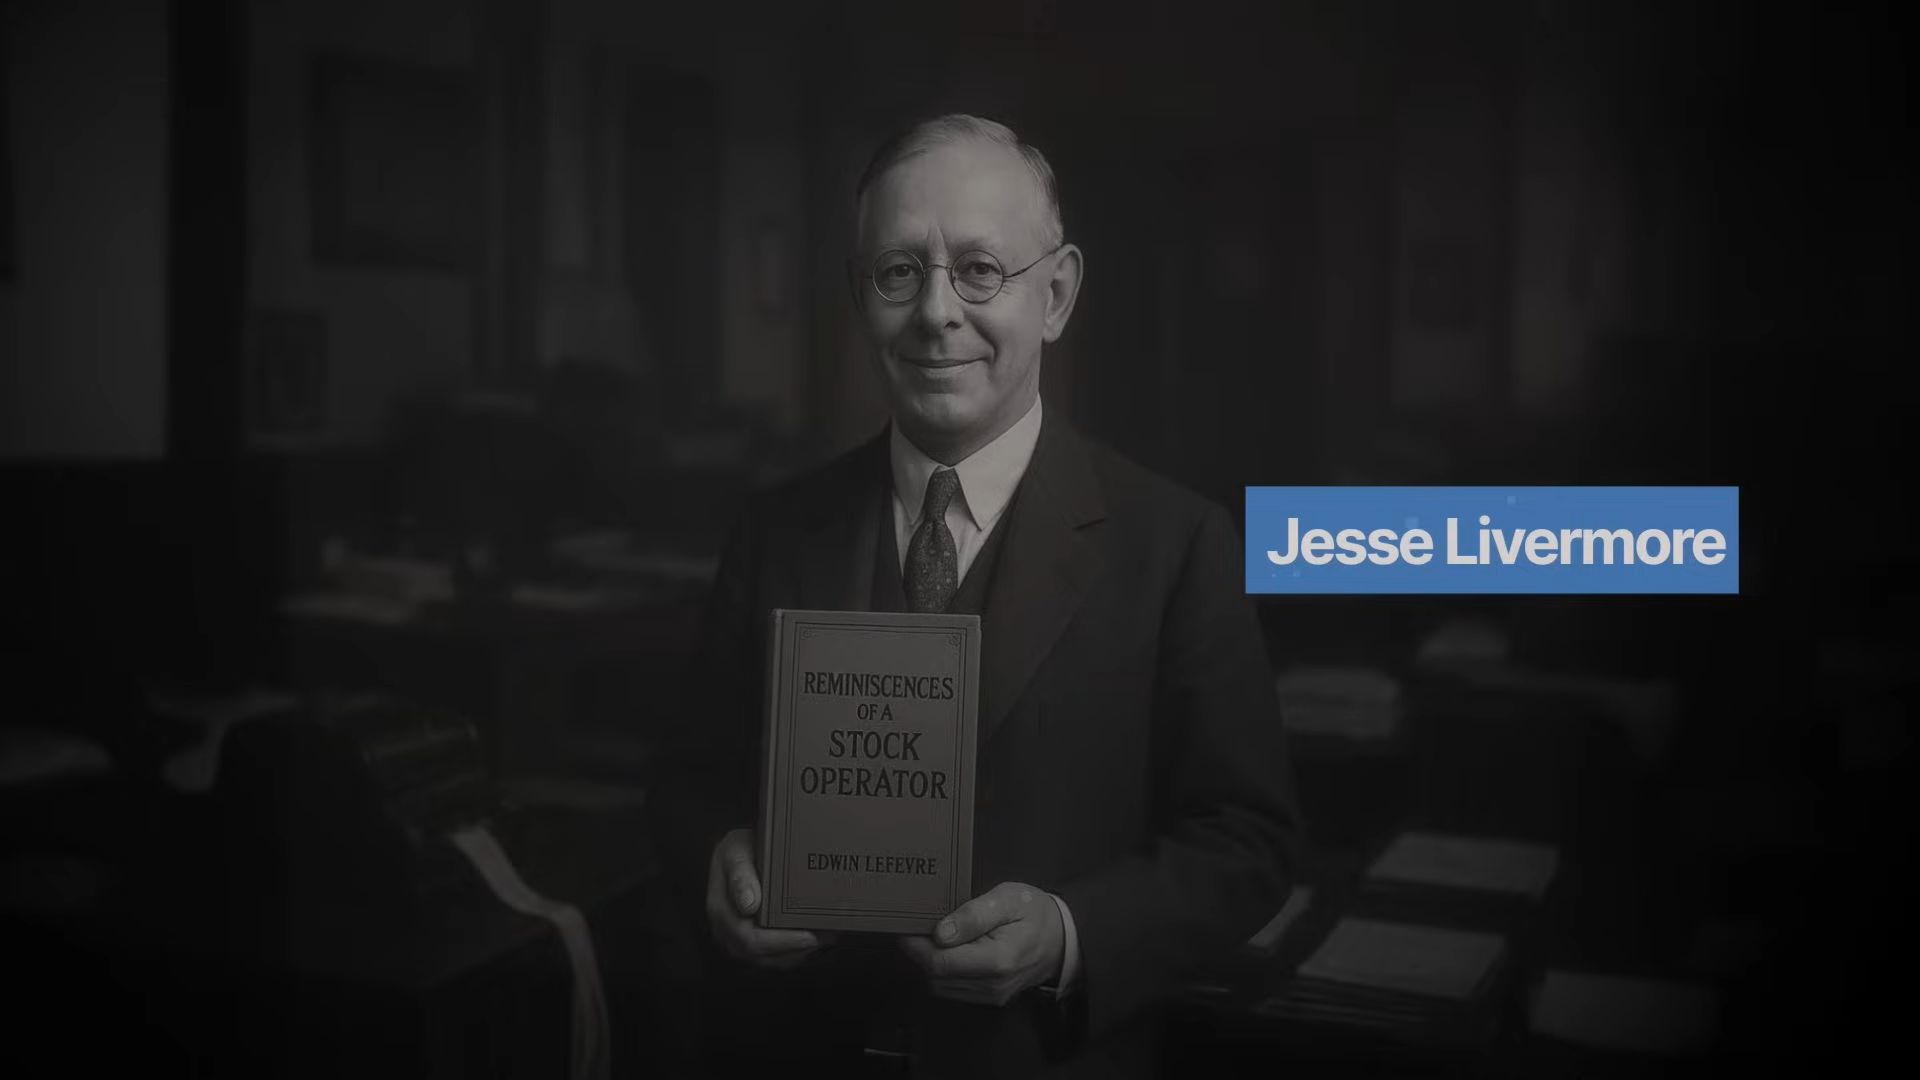 Jesse Livermore
REMINISCENCES
OF A
STOCK
OPERATOR
EDWIN LEFEVRE